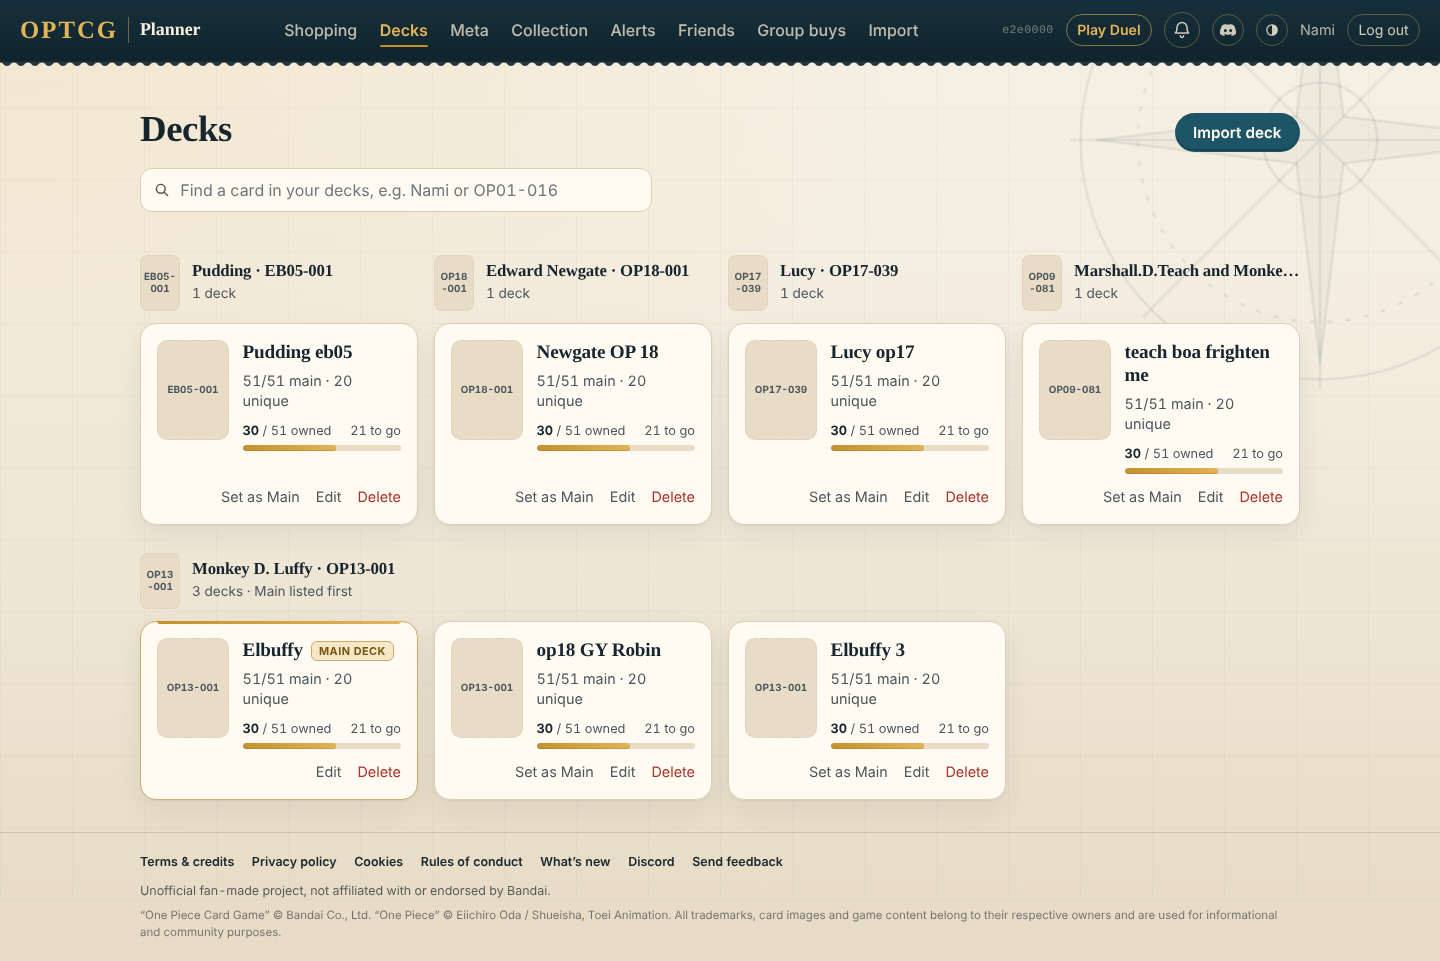 OPTCG Planner
Shopping Decks Meta Collection Alerts Friends Group buys Import
e2e0000 Play Duel Nami Log out
Decks
Import deck
Find a card in your decks, e.g. Nami or OP01-016
EB05-001
Pudding · EB05-001
1 deck
OP18-001
Edward Newgate · OP18-001
1 deck
OP17-039
Lucy · OP17-039
1 deck
OP09-081
Marshall.D.Teach and Monke…
1 deck
EB05-001
Pudding eb05
51/51 main · 20
unique
30 / 51 owned 21 to go
Set as Main Edit Delete
OP18-001
Newgate OP 18
51/51 main · 20
unique
30 / 51 owned 21 to go
Set as Main Edit Delete
OP17-039
Lucy op17
51/51 main · 20
unique
30 / 51 owned 21 to go
Set as Main Edit Delete
OP09-081
teach boa frighten
me
51/51 main · 20
unique
30 / 51 owned 21 to go
Set as Main Edit Delete
OP13-001
Monkey D. Luffy · OP13-001
3 decks · Main listed first
OP13-001
Elbuffy MAIN DECK
51/51 main · 20
unique
30 / 51 owned 21 to go
Edit Delete
OP13-001
op18 GY Robin
51/51 main · 20
unique
30 / 51 owned 21 to go
Set as Main Edit Delete
OP13-001
Elbuffy 3
51/51 main · 20
unique
30 / 51 owned 21 to go
Set as Main Edit Delete
Terms & credits Privacy policy Cookies Rules of conduct What’s new Discord Send feedback
Unofficial fan-made project, not affiliated with or endorsed by Bandai.
“One Piece Card Game” © Bandai Co., Ltd. “One Piece” © Eiichiro Oda / Shueisha, Toei Animation. All trademarks, card images and game content belong to their respective owners and are used for informational
and community purposes.